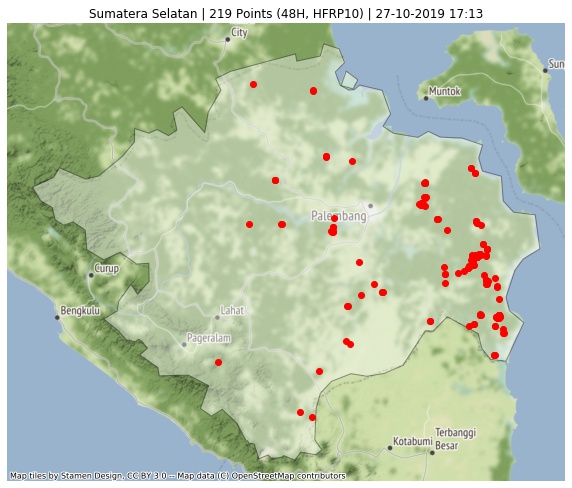 Sumatera Selatan | 219 Points (48H, HFRP10) | 27-10-2019 17:13
City
Sun
Muntok
Palembang
Curup
Bengkulu
Lahat
Pageralam
Kotabumi
Terbanggi
Besar
Map tiles by Stamen Design, CC BY 3.0 -- Map data (C) OpenStreetMap contributors